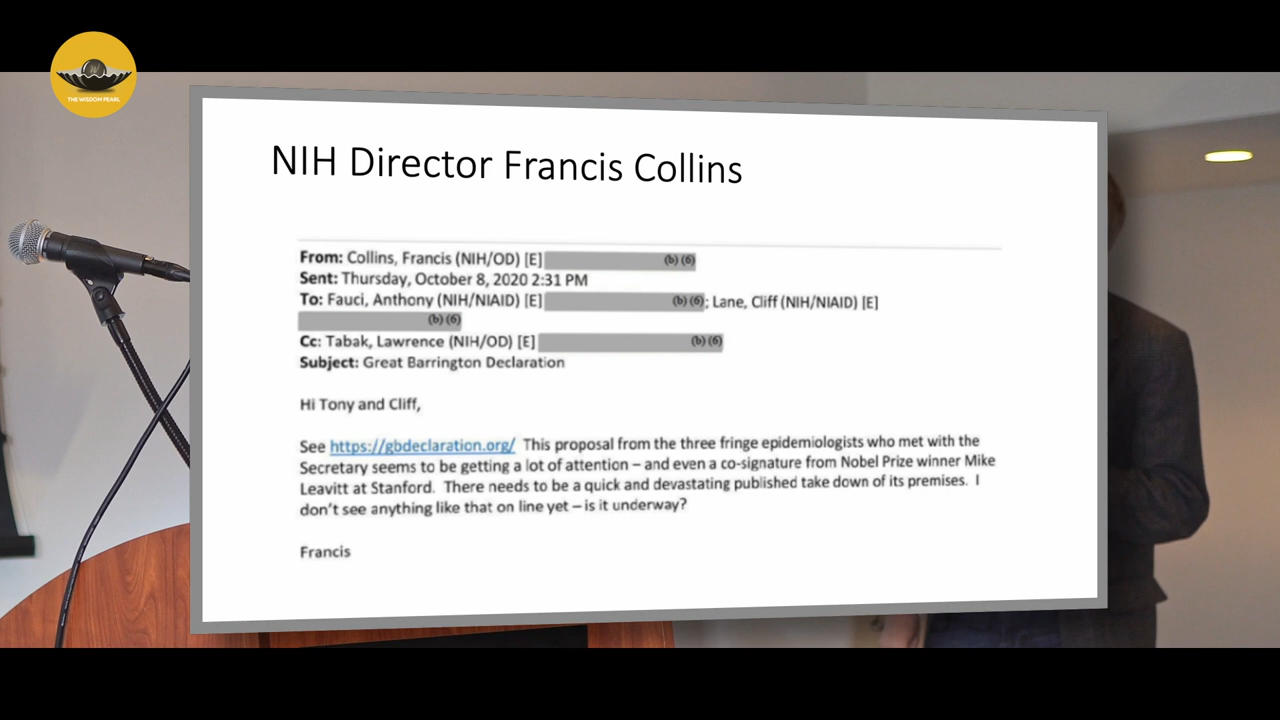 THE WISDOM PEARL
NIH Director Francis Collins
From: Collins, Francis (NIH/OD) [E] (b) (6)
Sent: Thursday, October 8, 2020 2:31 PM
To: Fauci, Anthony (NIH/NIAID) [E] (b) (6); Lane, Cliff (NIH/NIAID) [E]
(b) (6)
Cc: Tabak, Lawrence (NIH/OD) [E] (b) (6)
Subject: Great Barrington Declaration
Hi Tony and Cliff,
See https://gbdeclaration.org/ This proposal from the three fringe epidemiologists who met with the
Secretary seems to be getting a lot of attention – and even a co-signature from Nobel Prize winner Mike
Leavitt at Stanford. There needs to be a quick and devastating published take down of its premises. I
don't see anything like that on line yet – is it underway?
Francis